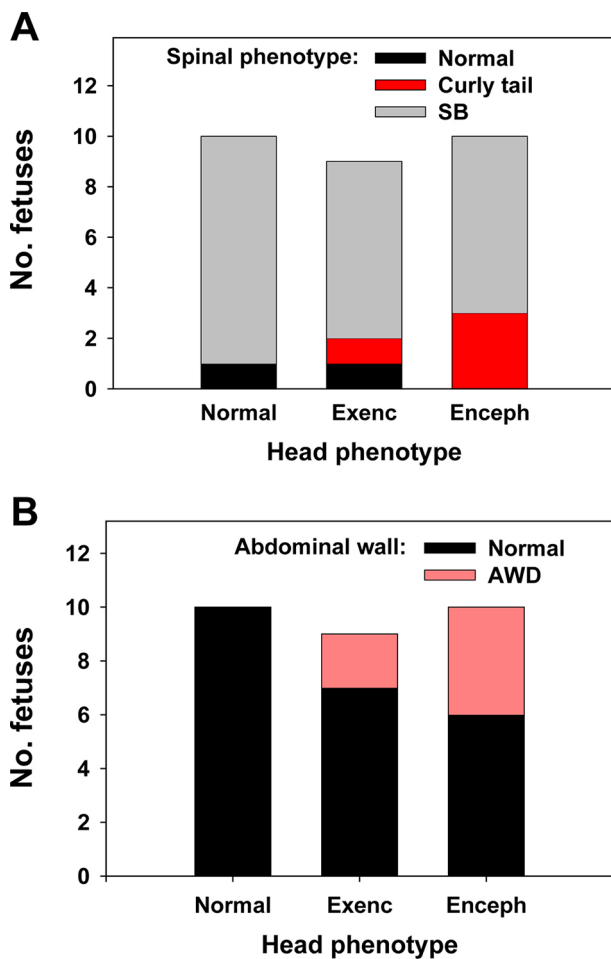 A
Spinal phenotype:
Normal
Curly tail
SB
No. fetuses
12
10
8
6
4
2
0
Normal Exenc Enceph
Head phenotype
B
Abdominal wall:
Normal
AWD
No. fetuses
12
10
8
6
4
2
0
Normal Exenc Enceph
Head phenotype